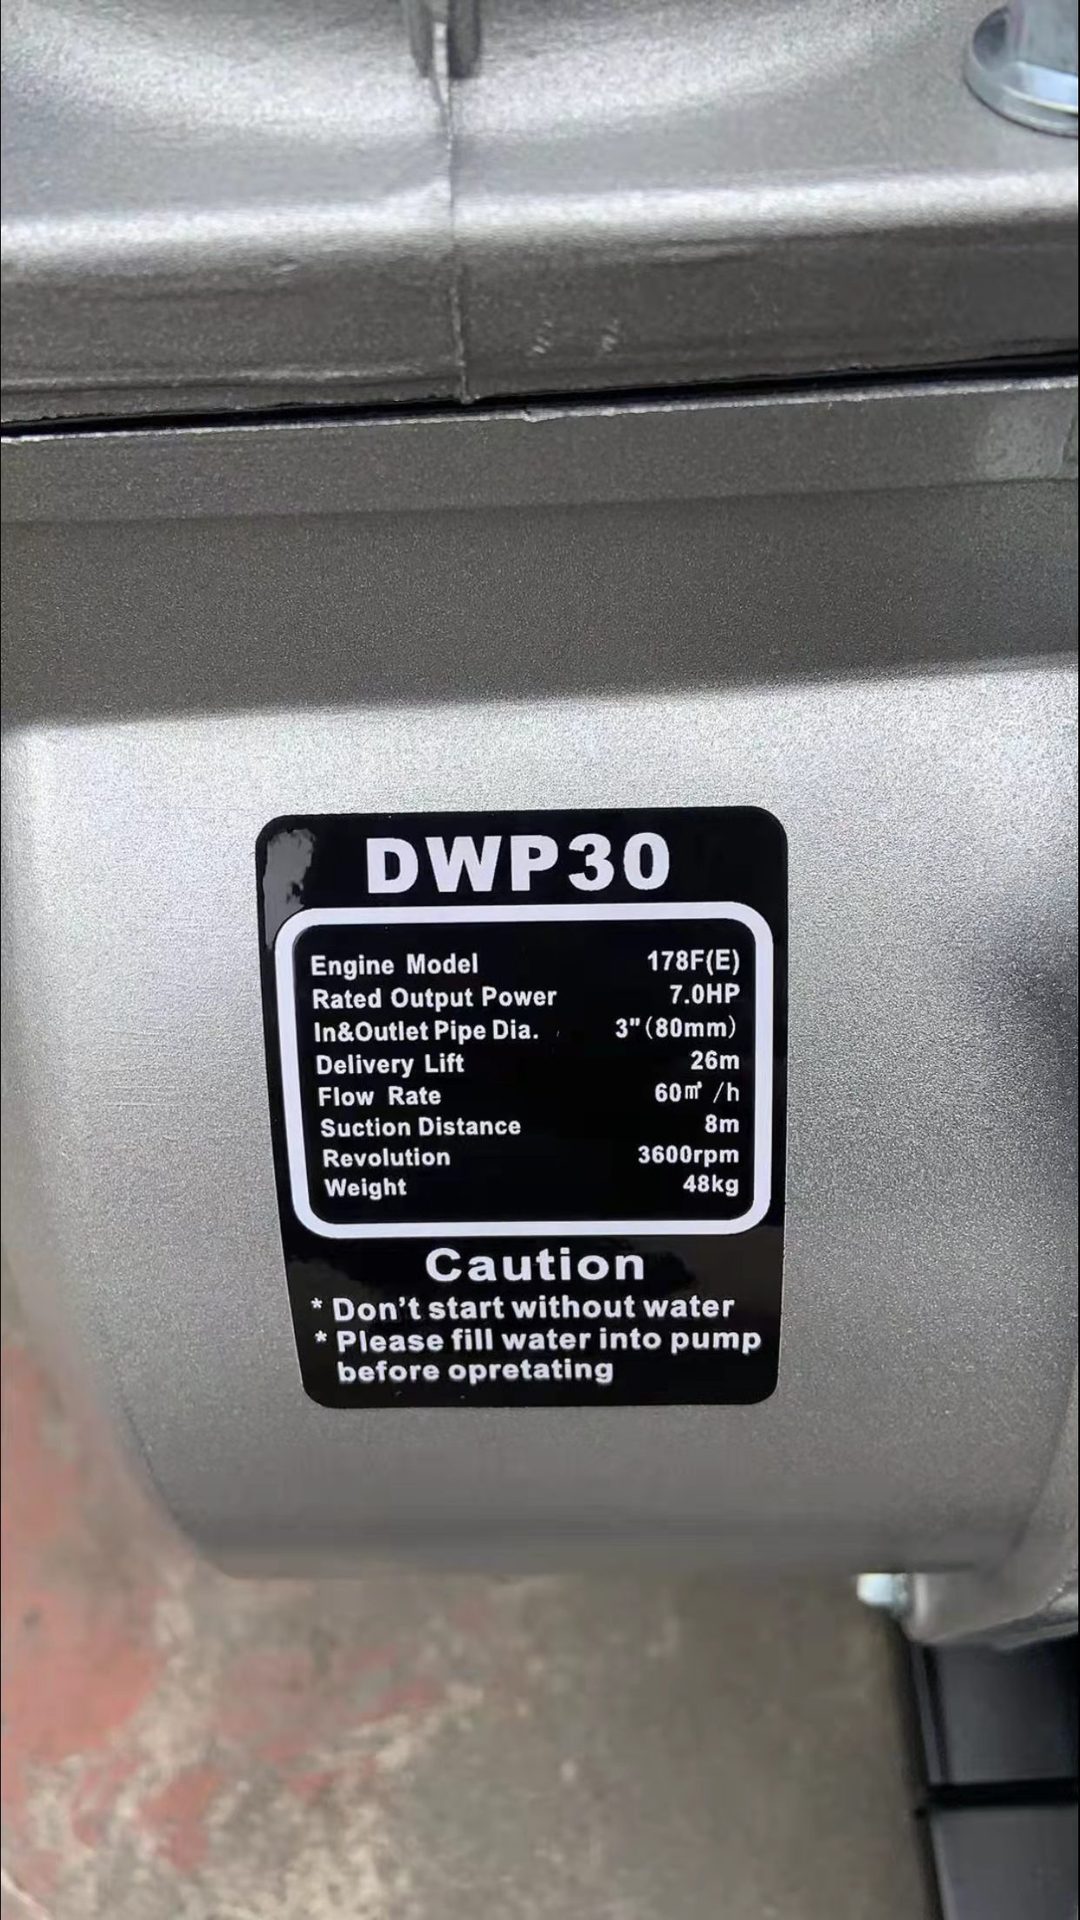 DWP30
Engine Model 178F(E)
Rated Output Power 7.0HP
In&Outlet Pipe Dia. 3"(80mm)
Delivery Lift 26m
Flow Rate 60㎥ /h
Suction Distance 8m
Revolution 3600rpm
Weight 48kg
Caution
* Don't start without water
* Please fill water into pump
before opretating